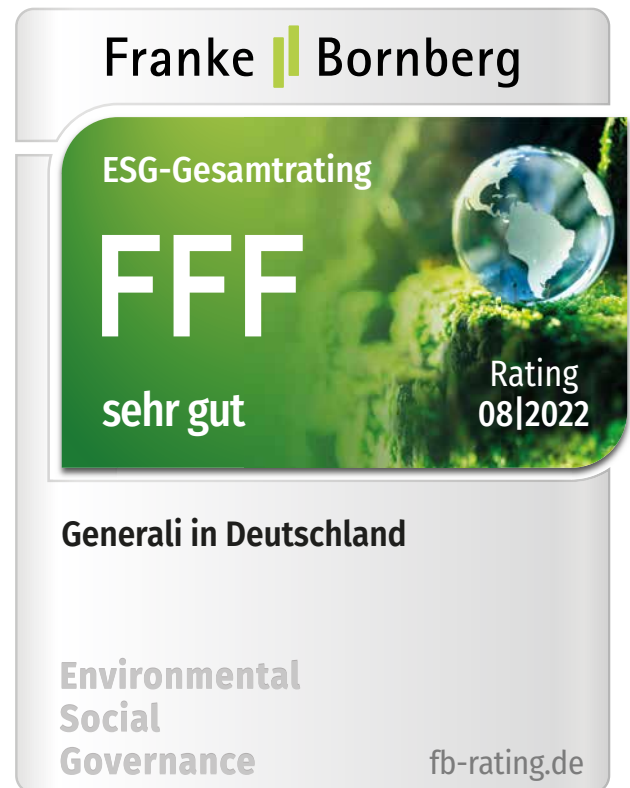 Franke Bornberg
ESG-Gesamtrating
FFF
sehr gut
Rating
08|2022
Generali in Deutschland
Environmental
Social
Governance
fb-rating.de